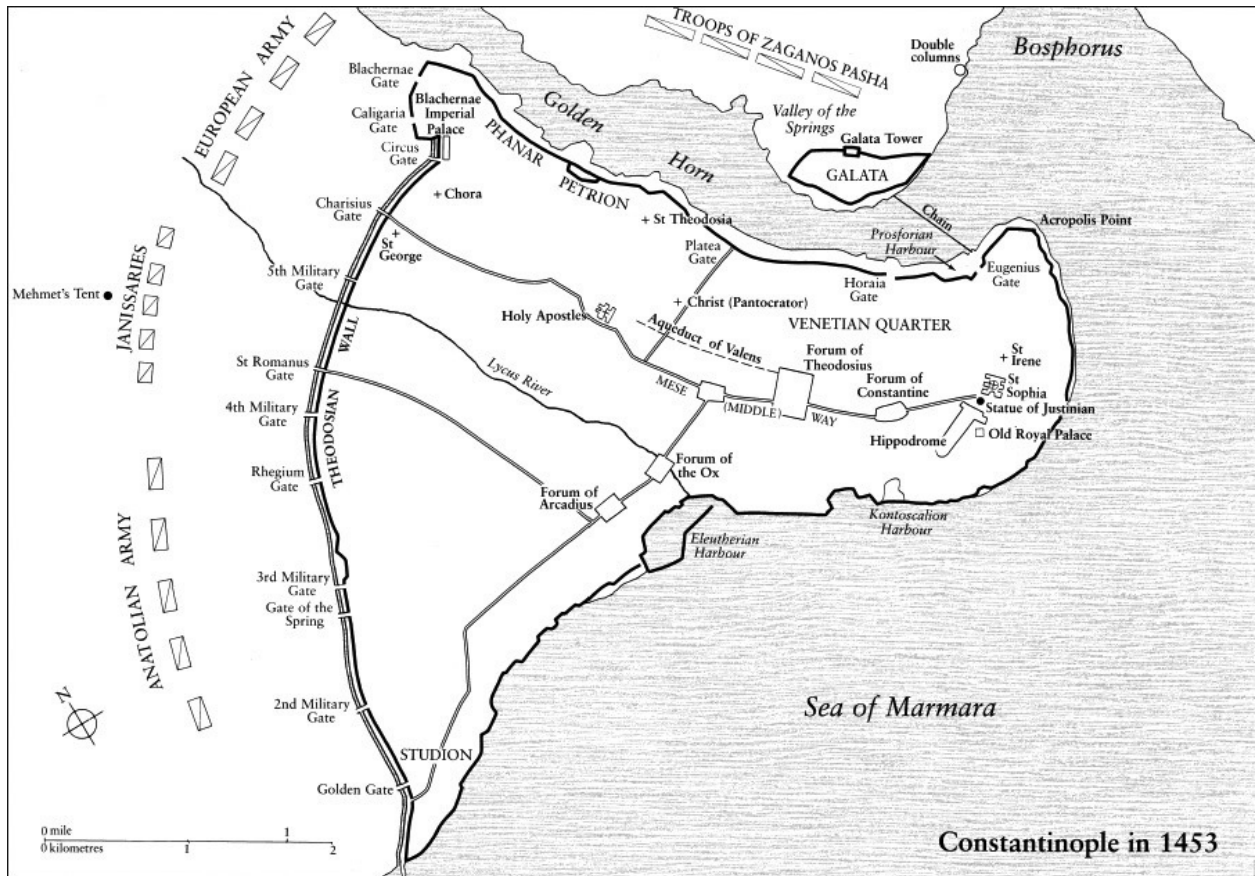 EUROPEAN ARMY
TROOPS OF ZAGANOS PASHA
Double
columns
Bosphorus
Blachernae
Gate
Blachernae
Imperial
Palace
Caligaria
Gate
Circus
Gate
Golden
Horn
PHANAR
PETRION
Valley of the
Springs
Galata Tower
GALATA
Chain
Acropolis Point
Prosforian
Harbour
Eugenius
Gate
Horaia
Gate
Chora
Charisius
Gate
St
George
St Theodosia
Platea
Gate
5th Military
Gate
Mehmet's Tent
JANISSARIES
Holy Apostles
Christ (Pantocrator)
VENETIAN QUARTER
Aqueduct of Valens
Forum of
Theodosius
St
Irene
St
Sophia
Forum of
Constantine
Statue of Justinian
Hippodrome
Old Royal Palace
WALL
THEODOSIAN
St Romanus
Gate
Lycus River
MESE
(MIDDLE)
WAY
4th Military
Gate
Rhegium
Gate
Forum of
the Ox
Forum of
Arcadius
Kontoscalion
Harbour
Eleutherian
Harbour
ANATOLIAN ARMY
3rd Military
Gate
Gate of the
Spring
N
2nd Military
Gate
STUDION
Golden Gate
Sea of Marmara
0 mile 1
0 kilometres 1 2
Constantinople in 1453